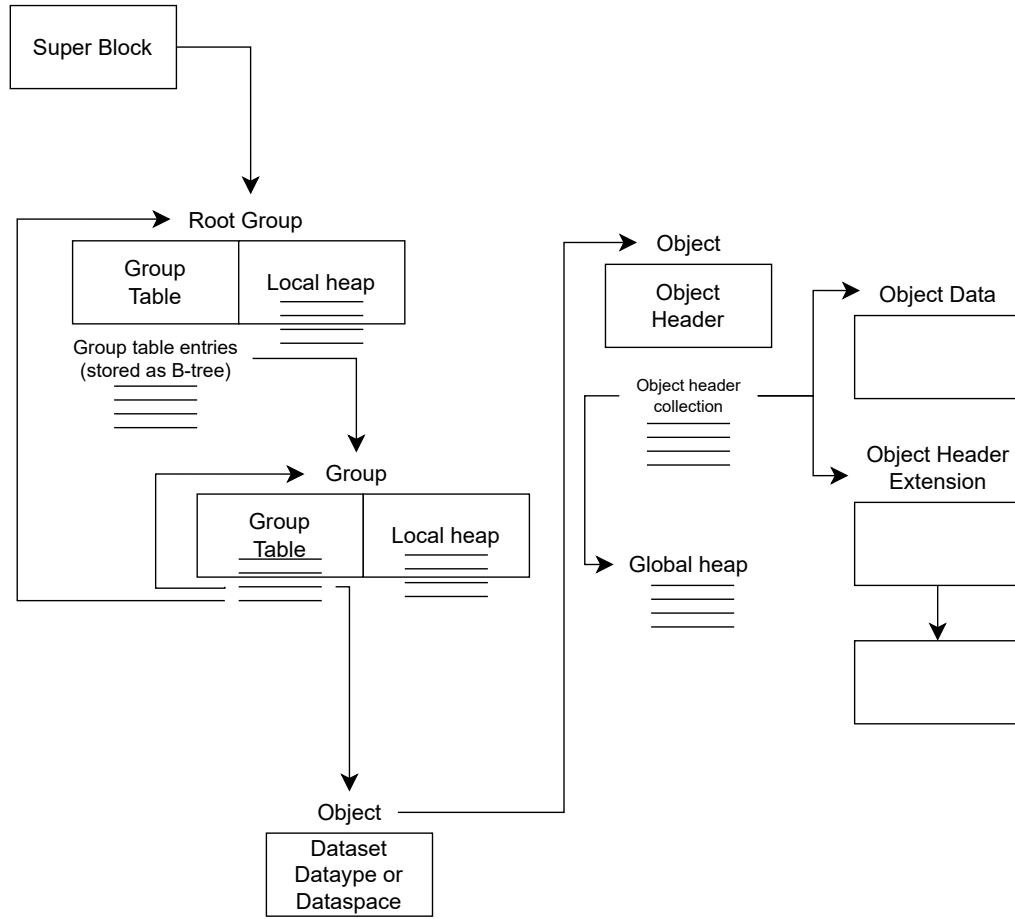 Super Block
Root Group
Group
Table
Local heap
Group table entries
(stored as B-tree)
Group
Group
Table
Local heap
Object
Dataset
Dataype or
Dataspace
Object
Object
Header
Object header
collection
Global heap
Object Data
Object Header
Extension